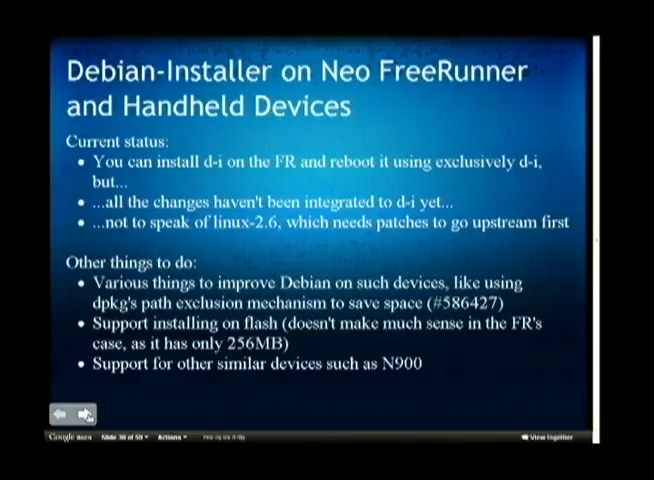 Debian-Installer on Neo FreeRunner
and Handheld Devices
Current status:
• You can install d-i on the FR and reboot it using exclusively d-i,
but...
• ...all the changes haven't been integrated to d-i yet...
• ...not to speak of linux-2.6, which needs patches to go upstream first
Other things to do:
• Various things to improve Debian on such devices, like using
dpkg's path exclusion mechanism to save space (#586427)
• Support installing on flash (doesn't make much sense in the FR's
case, as it has only 256MB)
• Support for other similar devices such as N900
Google docs Slide 38 of 50 Actions View together